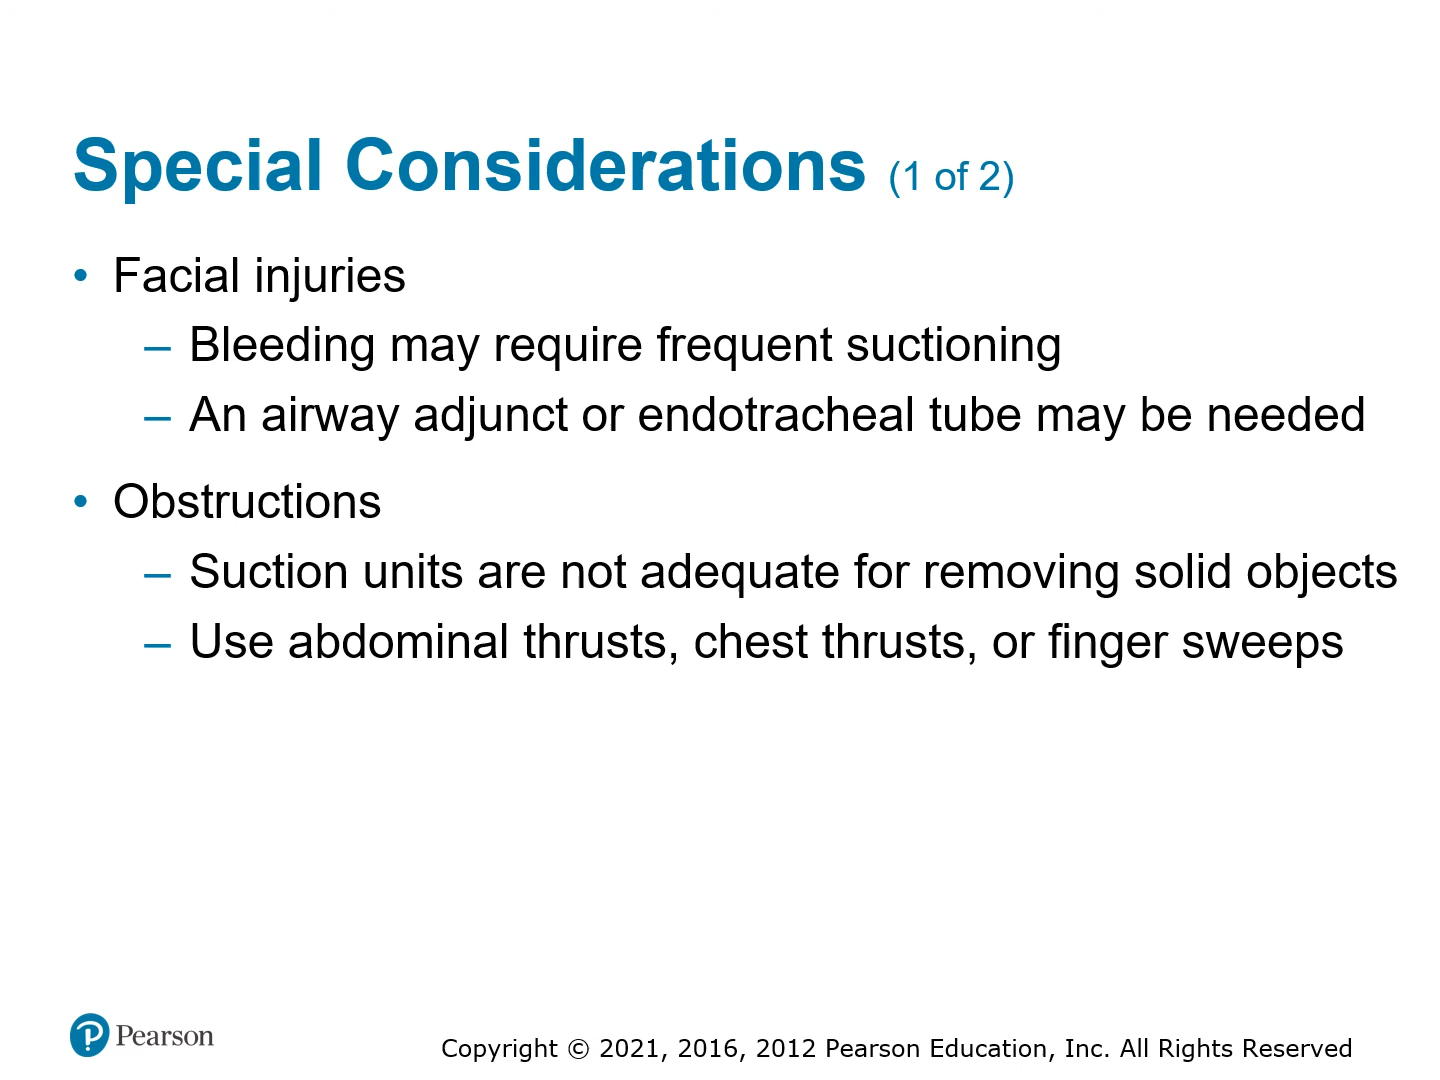 Special Considerations (1 of 2)
• Facial injuries
– Bleeding may require frequent suctioning
– An airway adjunct or endotracheal tube may be needed
• Obstructions
– Suction units are not adequate for removing solid objects
– Use abdominal thrusts, chest thrusts, or finger sweeps
Pearson
Copyright © 2021, 2016, 2012 Pearson Education, Inc. All Rights Reserved